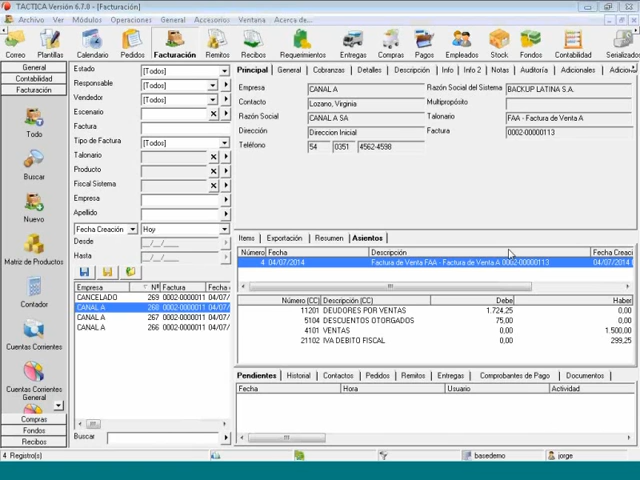 TACTICA Versión 6.7.0 - [Facturación]
Archivo Ver Módulos Operaciones General Accesorios Ventana Acerca de...
Correo Plantillas Calendario Pedidos Facturación Remitos Recibos Requerimientos Entregas Compras Pagos Empleados Stock Fondos Contabilidad Serializados
General
Contabilidad
Facturación
Todo
Buscar
Nuevo
Matriz de Productos
Contador
Cuentas Corrientes
Cuentas Corrientes General
Compras
Fondos
Recibos
Estado [Todos]
Responsable [Todos]
Vendedor [Todos]
Escenario
Factura
Tipo de Factura [Todos]
Talonario
Producto
Fiscal Sistema
Empresa
Apellido
Fecha Creación Hoy
Desde __/__/____
Hasta __/__/____
Empresa Nº Factura Fecha
CANCELADO 269 0002-0000011 04/07/
CANAL A 268 0002-0000011 04/07/
CANAL A 267 0002-0000011 04/07/
CANAL A 266 0002-0000011 04/07/
Buscar
Principal General Cobranzas Detalles Descripción Info Info 2 Notas Auditoría Adicionales Adicion
Empresa CANAL A Razón Social del Sistema BACKUP LATINA S.A.
Contacto Lozano, Virginia Multipropósito
Razón Social CANAL A SA Talonario FAA - Factura de Venta A
Dirección Direccion Inicial Factura 0002-00000113
Teléfono 54 0351 4562-4598
Items Exportación Resumen Asientos
Número Fecha Descripción Fecha Creaci
4 04/07/2014 Factura de Venta FAA - Factura de Venta A 0002-00000113 04/07/2014
Número (CC) Descripción (CC) Debe
11201 DEUDORES POR VENTAS 1.724,25 0,00
5104 DESCUENTOS OTORGADOS 75,00 0,00
4101 VENTAS 0,00 1.500,00
21102 IVA DEBITO FISCAL 0,00 299,25
Pendientes Historial Contactos Pedidos Remitos Entregas Comprobantes de Pago Documentos
Fecha Hora Usuario Actividad
4 Registro(s) basedemo jorge